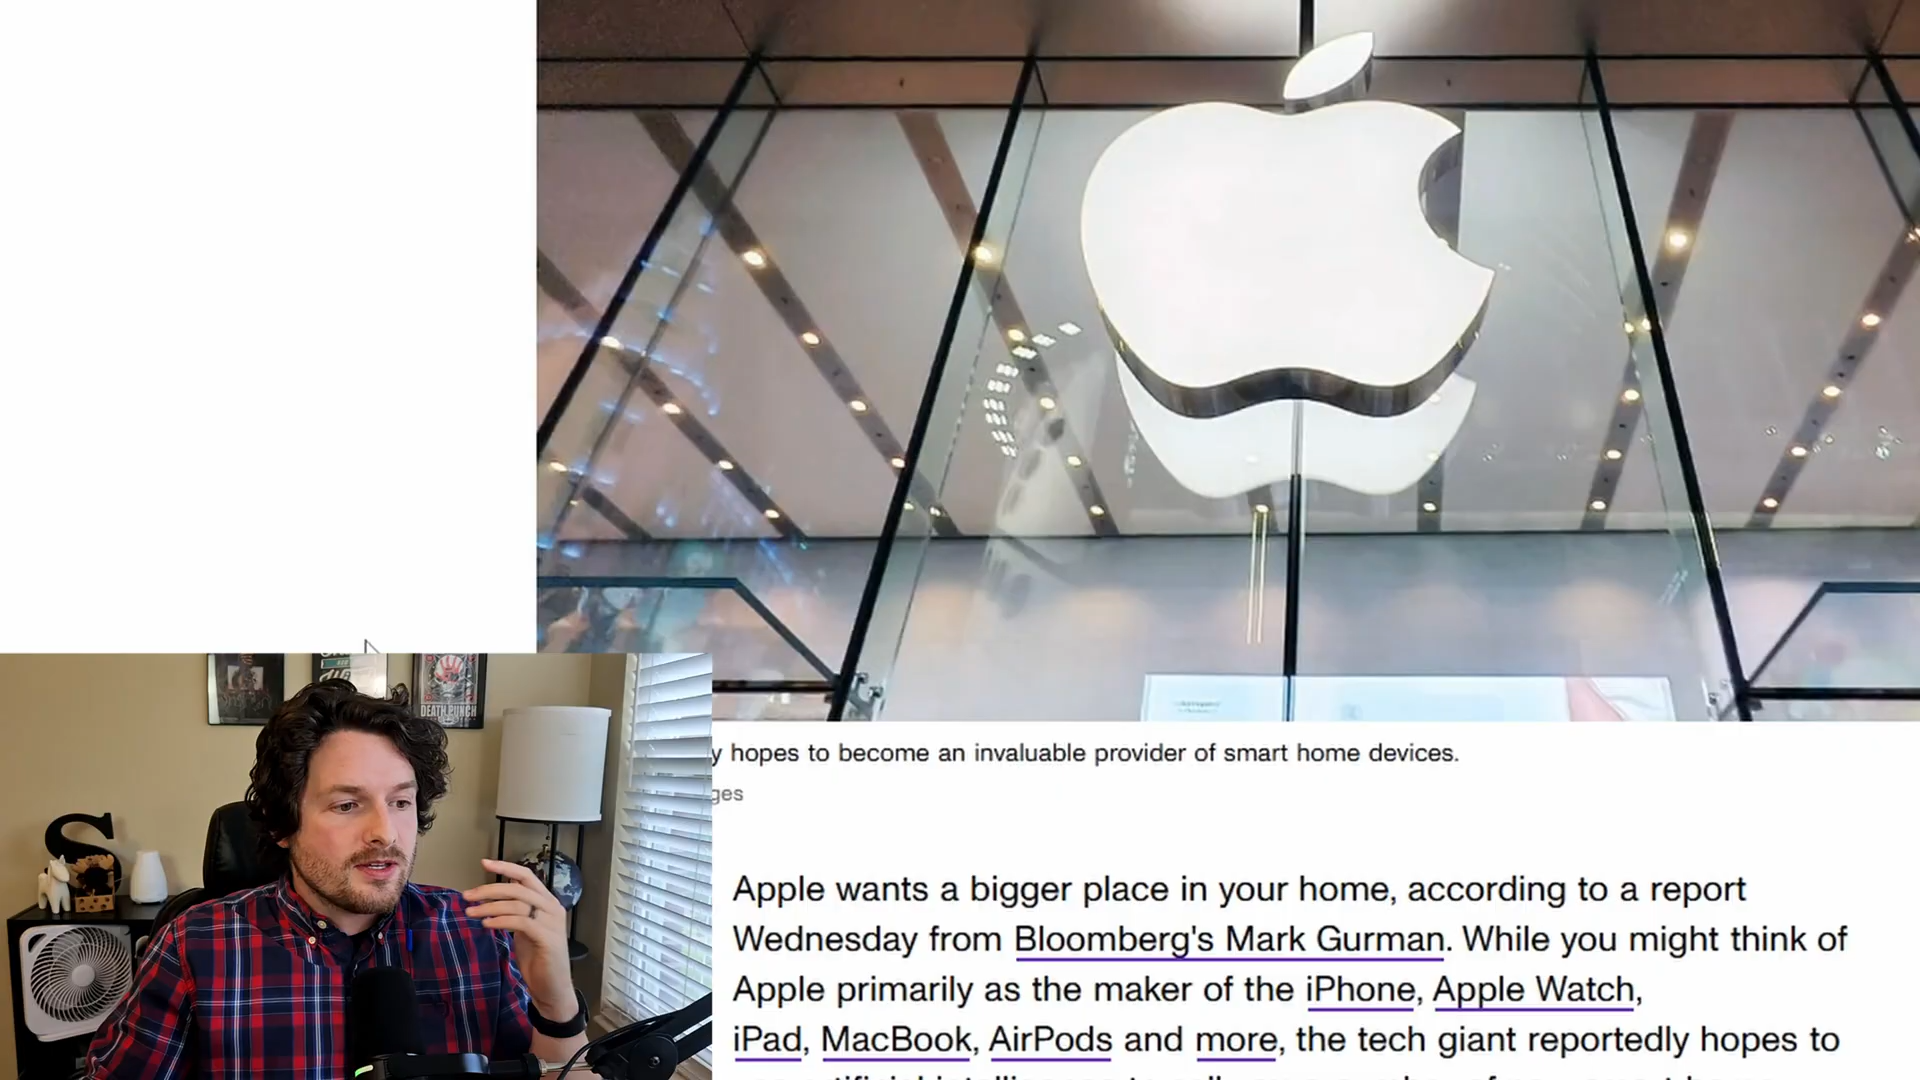 DEATH PUNCH
y hopes to become an invaluable provider of smart home devices.
ges
Apple wants a bigger place in your home, according to a report
Wednesday from Bloomberg's Mark Gurman. While you might think of
Apple primarily as the maker of the iPhone, Apple Watch,
iPad, MacBook, AirPods and more, the tech giant reportedly hopes to